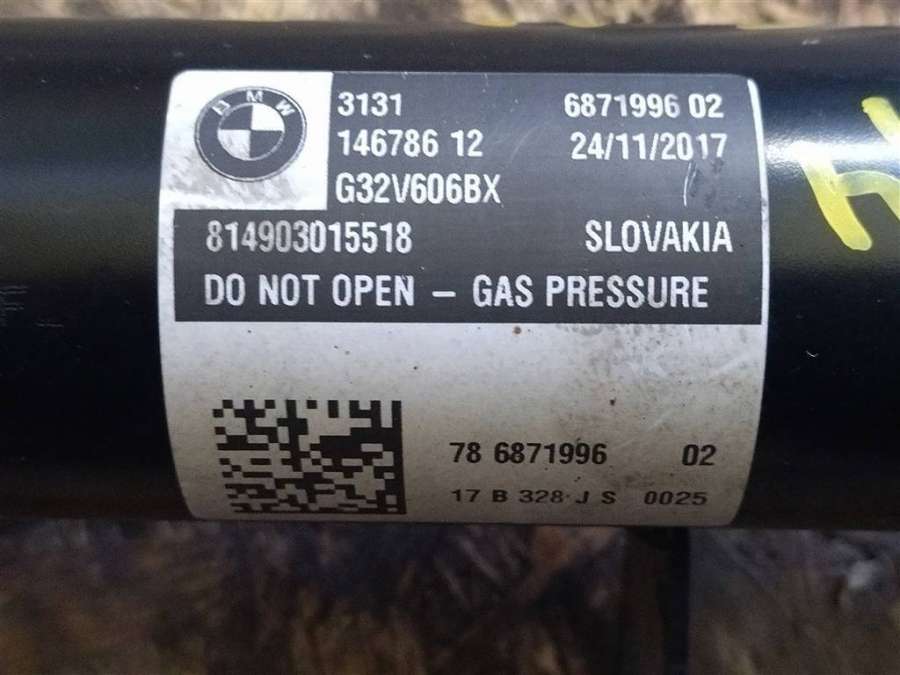 BMW
3131 6871996 02
146786 12 24/11/2017
G32V606BX
814903015518 SLOVAKIA
DO NOT OPEN – GAS PRESSURE
78 6871996 02
17 B 328 J S 0025